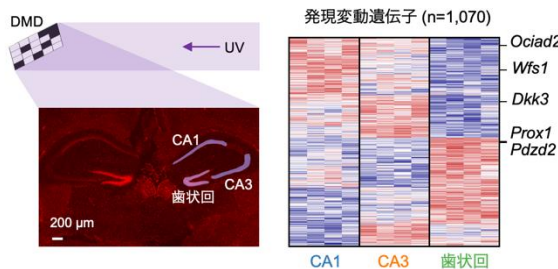 DMD
UV
CA1
CA3
歯状回
200 µm
発現変動遺伝子 (n=1,070)
Ociad2
Wfs1
Dkk3
Prox1
Pdzd2
CA1
CA3
歯状回